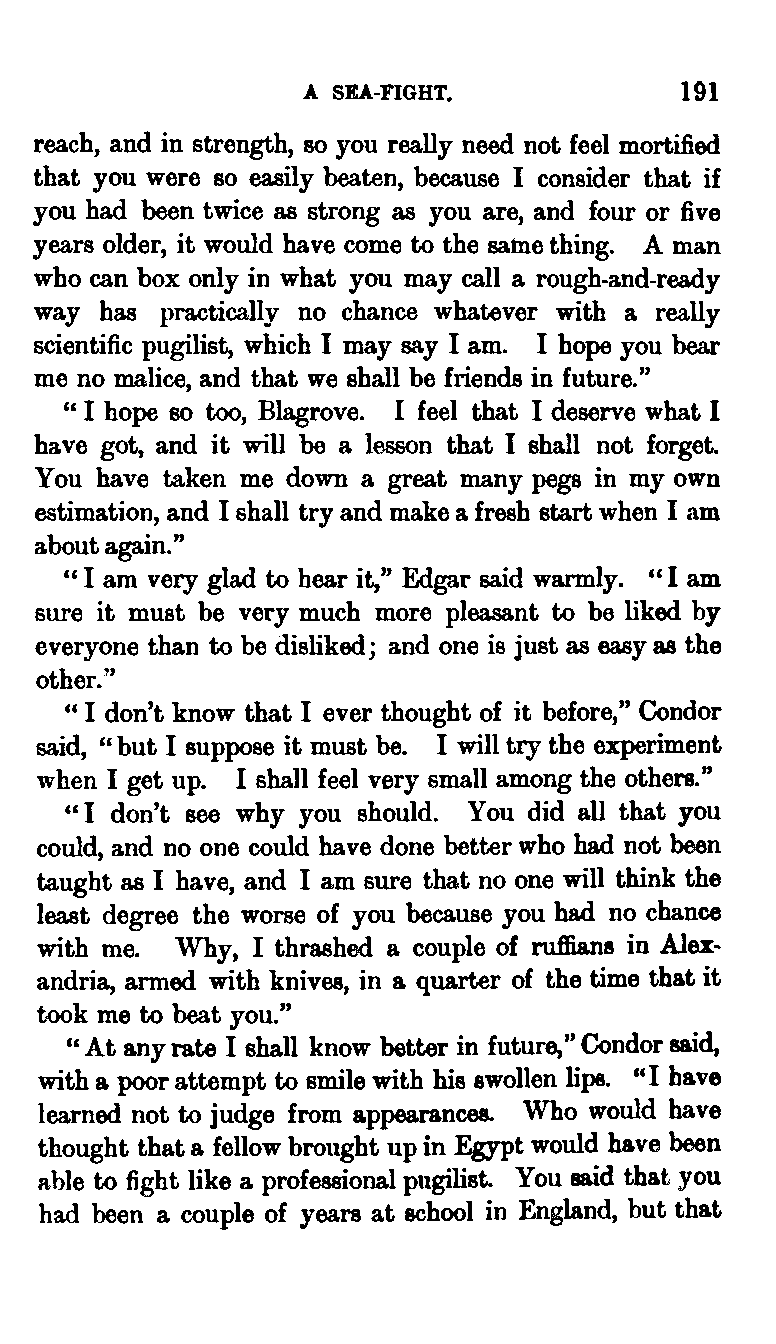 A SEA-FIGHT. 191
reach, and in strength, so you really need not feel mortified
that you were so easily beaten, because I consider that if
you had been twice as strong as you are, and four or five
years older, it would have come to the same thing. A man
who can box only in what you may call a rough-and-ready
way has practically no chance whatever with a really
scientific pugilist, which I may say I am. I hope you bear
me no malice, and that we shall be friends in future."
"I hope so too, Blagrove. I feel that I deserve what I
have got, and it will be a lesson that I shall not forget.
You have taken me down a great many pegs in my own
estimation, and I shall try and make a fresh start when I am
about again."
"I am very glad to hear it," Edgar said warmly. "I am
sure it must be very much more pleasant to be liked by
everyone than to be disliked; and one is just as easy as the
other."
"I don't know that I ever thought of it before," Condor
said, "but I suppose it must be. I will try the experiment
when I get up. I shall feel very small among the others."
"I don't see why you should. You did all that you
could, and no one could have done better who had not been
taught as I have, and I am sure that no one will think the
least degree the worse of you because you had no chance
with me. Why, I thrashed a couple of ruffians in Alex-
andria, armed with knives, in a quarter of the time that it
took me to beat you."
"At any rate I shall know better in future," Condor said,
with a poor attempt to smile with his swollen lips. "I have
learned not to judge from appearances. Who would have
thought that a fellow brought up in Egypt would have been
able to fight like a professional pugilist. You said that you
had been a couple of years at school in England, but that